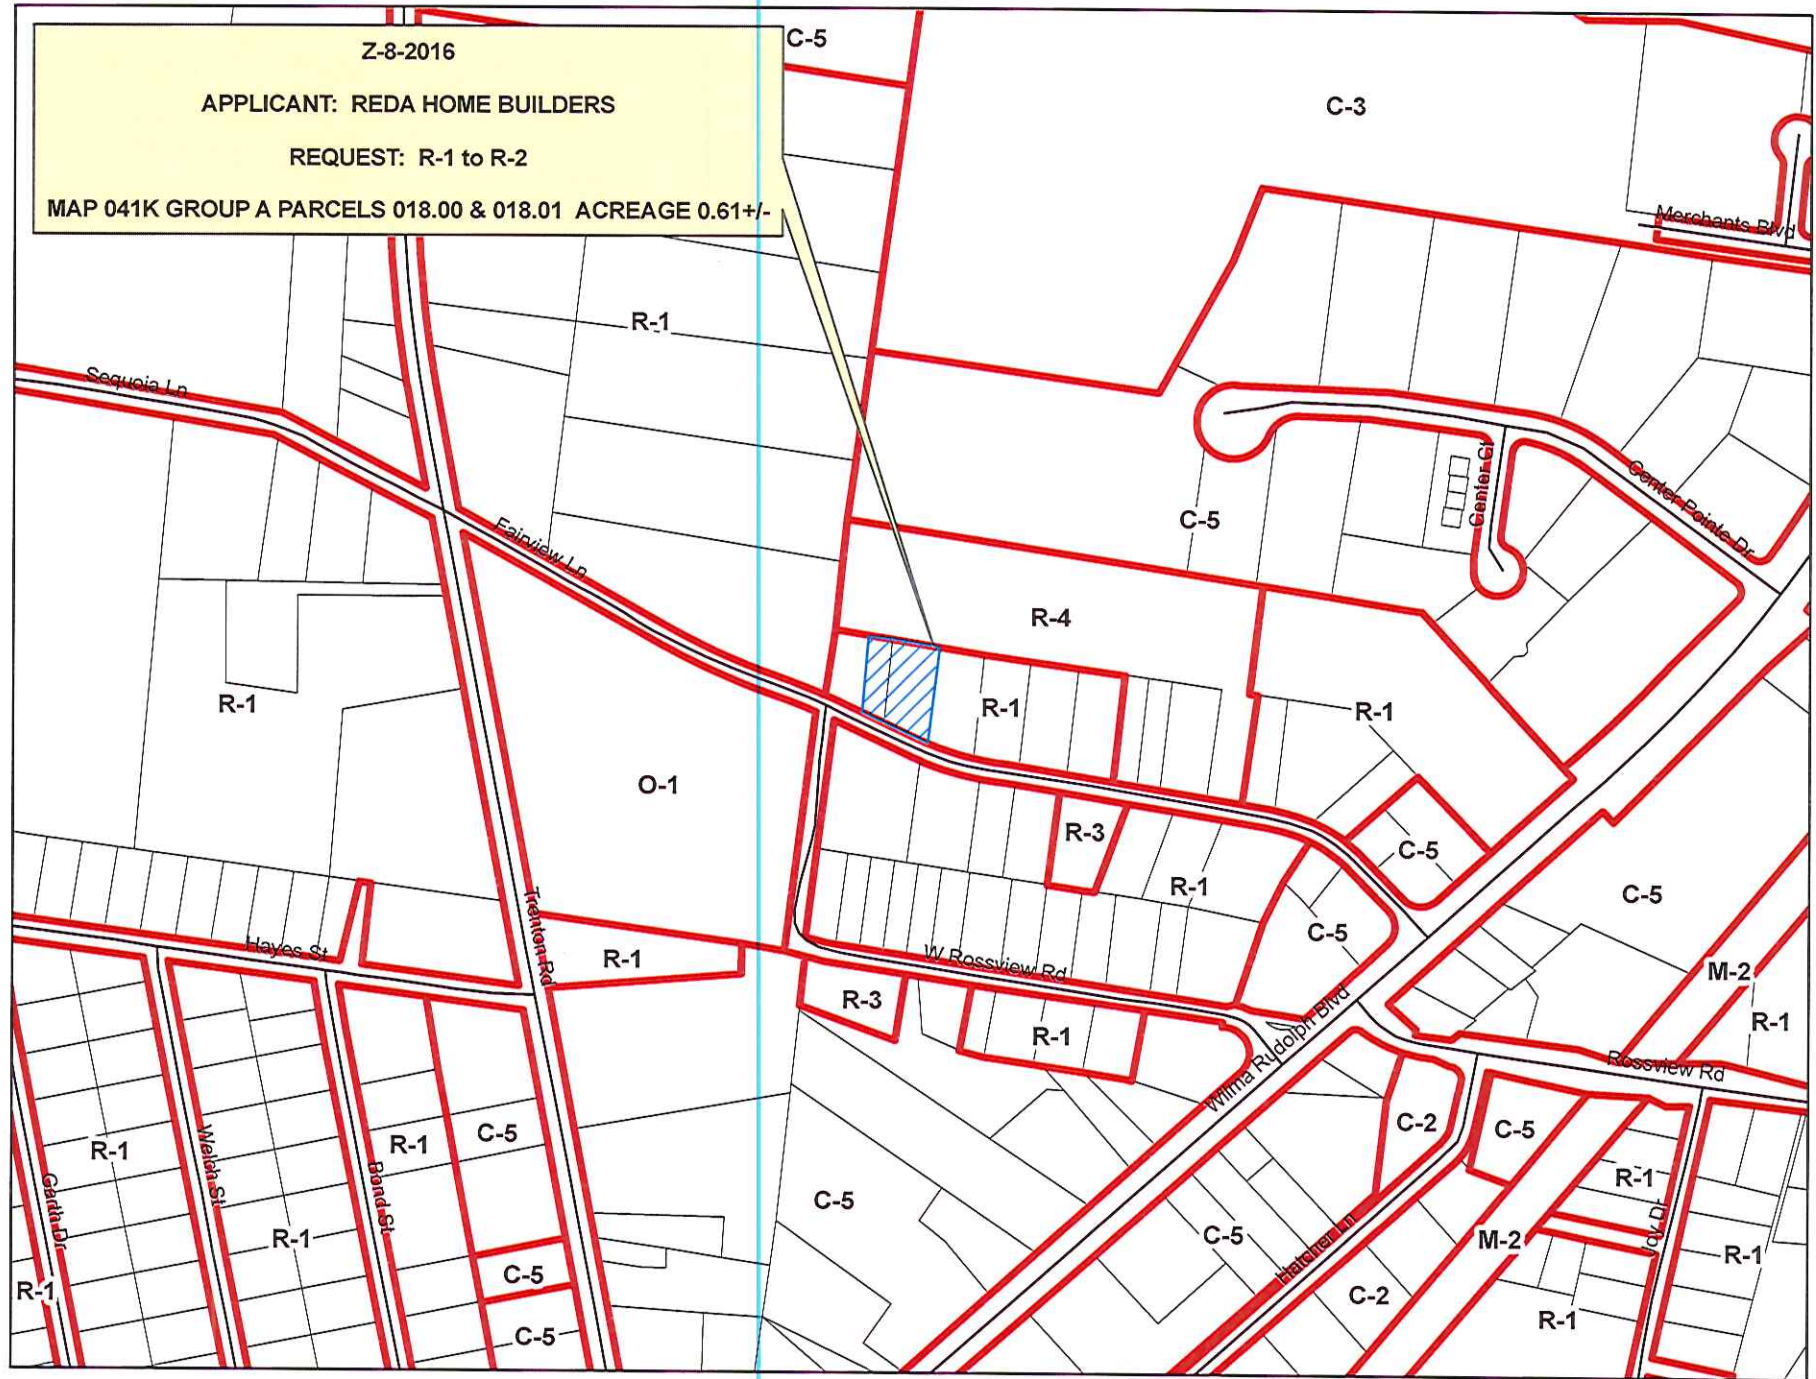 Z-8-2016
APPLICANT: REDA HOME BUILDERS
REQUEST: R-1 to R-2
MAP 041K GROUP A PARCELS 018.00 & 018.01 ACREAGE 0.61+/-
C-5
C-3
Merchants Blvd
R-1
Sequoia Ln
Center Ct
Center Pointe Dr
C-5
Fairview Ln
R-4
R-1
R-1
R-1
O-1
R-3
C-5
R-1
C-5
C-5
Trenton Rd
Hayes St
R-1
W Rossview Rd
M-2
R-3
R-1
R-1
Wilma Rudolph Blvd
Rossview Rd
C-2
C-5
R-1
R-1
C-5
R-1
Welch St
Bond St
Garth Dr
C-5
R-1
C-5
Hatcher Ln
M-2
Joy Dr
R-1
C-5
R-1
C-2
R-1
C-5